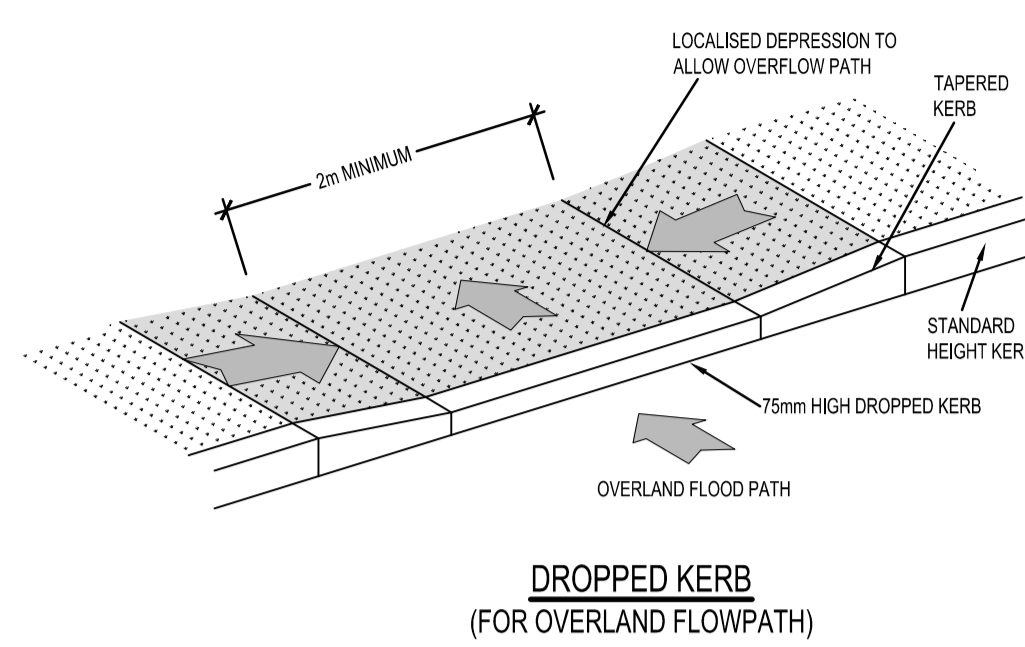 LOCALISED DEPRESSION TO
ALLOW OVERFLOW PATH
TAPERED
KERB
2m MINIMUM
STANDARD
HEIGHT KER
75mm HIGH DROPPED KERB
OVERLAND FLOOD PATH
DROPPED KERB
(FOR OVERLAND FLOWPATH)